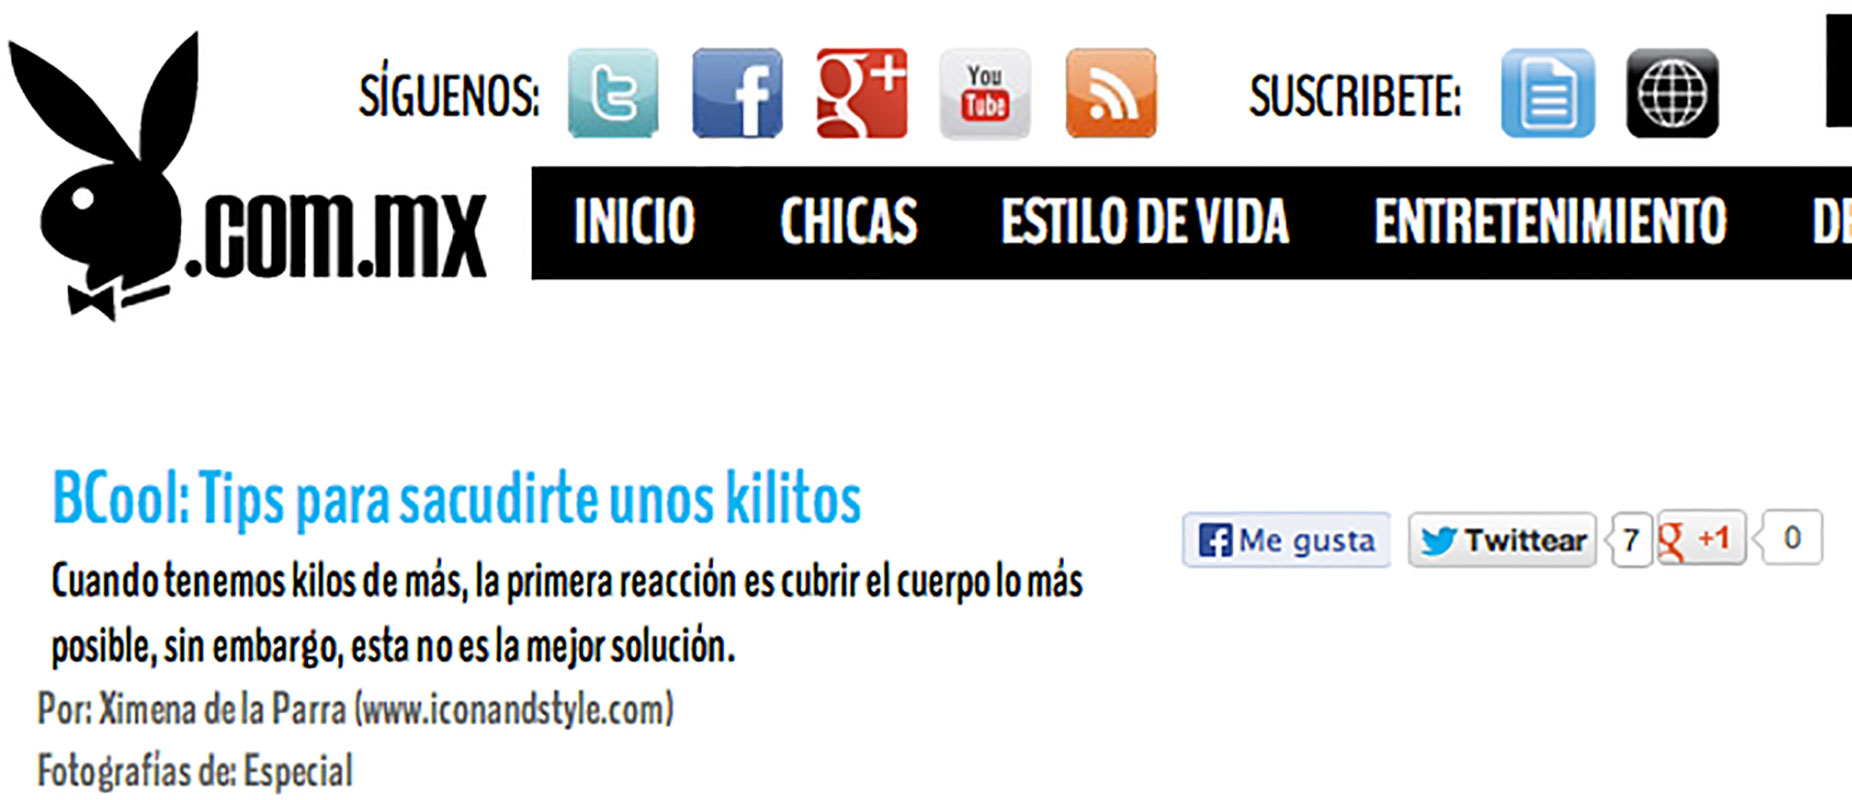 SÍGUENOS:
You
Tube
g+
SUSCRIBETE:
.com.mx
INICIO CHICAS ESTILO DE VIDA ENTRETENIMIENTO DE
BCool: Tips para sacudirte unos kilitos
Me gusta Twittear 7 g +1 0
Cuando tenemos kilos de más, la primera reacción es cubrir el cuerpo lo más
posible, sin embargo, esta no es la mejor solución.
Por: Ximena de la Parra (www.iconandstyle.com)
Fotografías de: Especial